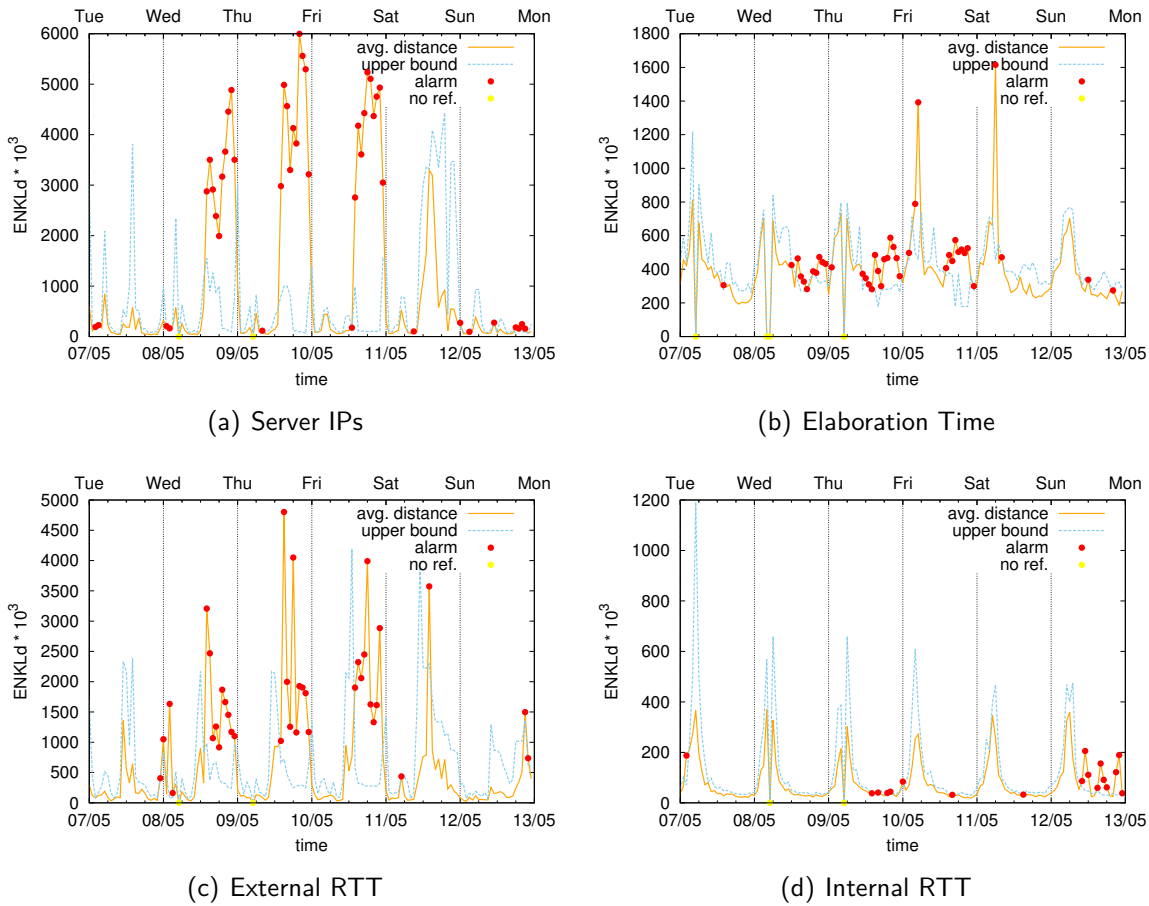 Tue Wed Thu Fri Sat Sun Mon
6000
5000
4000
3000
2000
1000
0
ENKLd * 10^3
avg. distance
upper bound
alarm
no ref.
07/05 08/05 09/05 10/05 11/05 12/05 13/05
time
(a) Server IPs
Tue Wed Thu Fri Sat Sun Mon
1800
1600
1400
1200
1000
800
600
400
200
0
ENKLd * 10^3
avg. distance
upper bound
alarm
no ref.
07/05 08/05 09/05 10/05 11/05 12/05 13/05
time
(b) Elaboration Time
Tue Wed Thu Fri Sat Sun Mon
5000
4500
4000
3500
3000
2500
2000
1500
1000
500
0
ENKLd * 10^3
avg. distance
upper bound
alarm
no ref.
07/05 08/05 09/05 10/05 11/05 12/05 13/05
time
(c) External RTT
Tue Wed Thu Fri Sat Sun Mon
1200
1000
800
600
400
200
0
ENKLd * 10^3
avg. distance
upper bound
alarm
no ref.
07/05 08/05 09/05 10/05 11/05 12/05 13/05
time
(d) Internal RTT